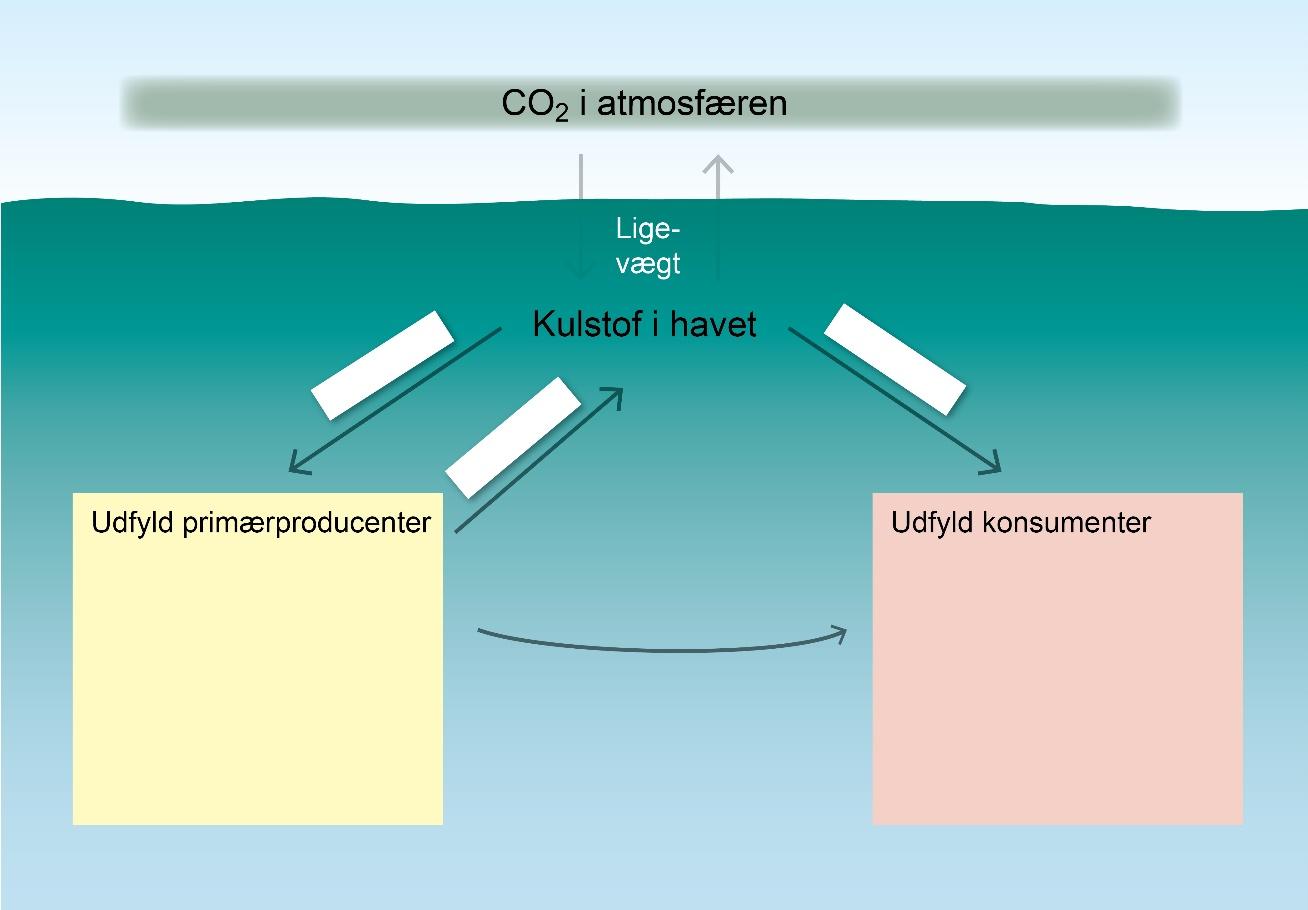 CO₂ i atmosfæren
Lige-
vægt
Kulstof i havet
Udfyld primærproducenter
Udfyld konsumenter